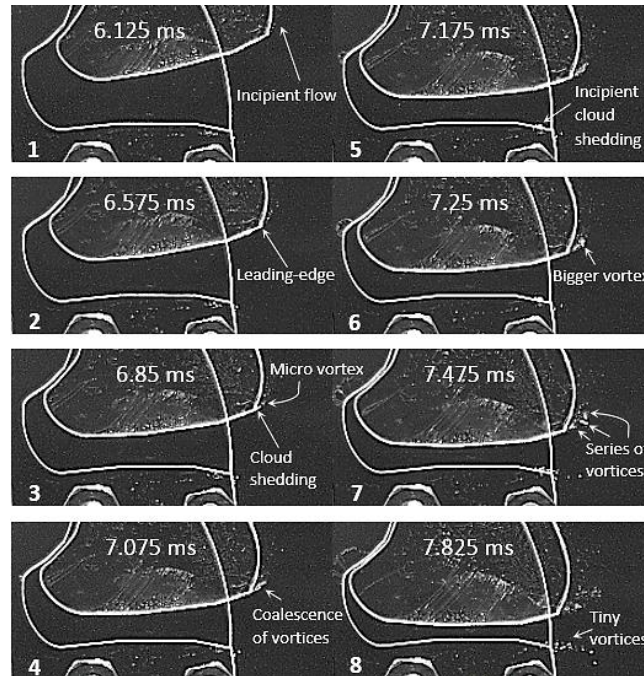 6.125 ms
Incipient flow
1
6.575 ms
Leading-edge
2
6.85 ms
Micro vortex
Cloud
shedding
3
7.075 ms
Coalescence
of vortices
4
7.175 ms
Incipient
cloud
shedding
5
7.25 ms
Bigger vortex
6
7.475 ms
Series of
vortices
7
7.825 ms
Tiny
vortices
8